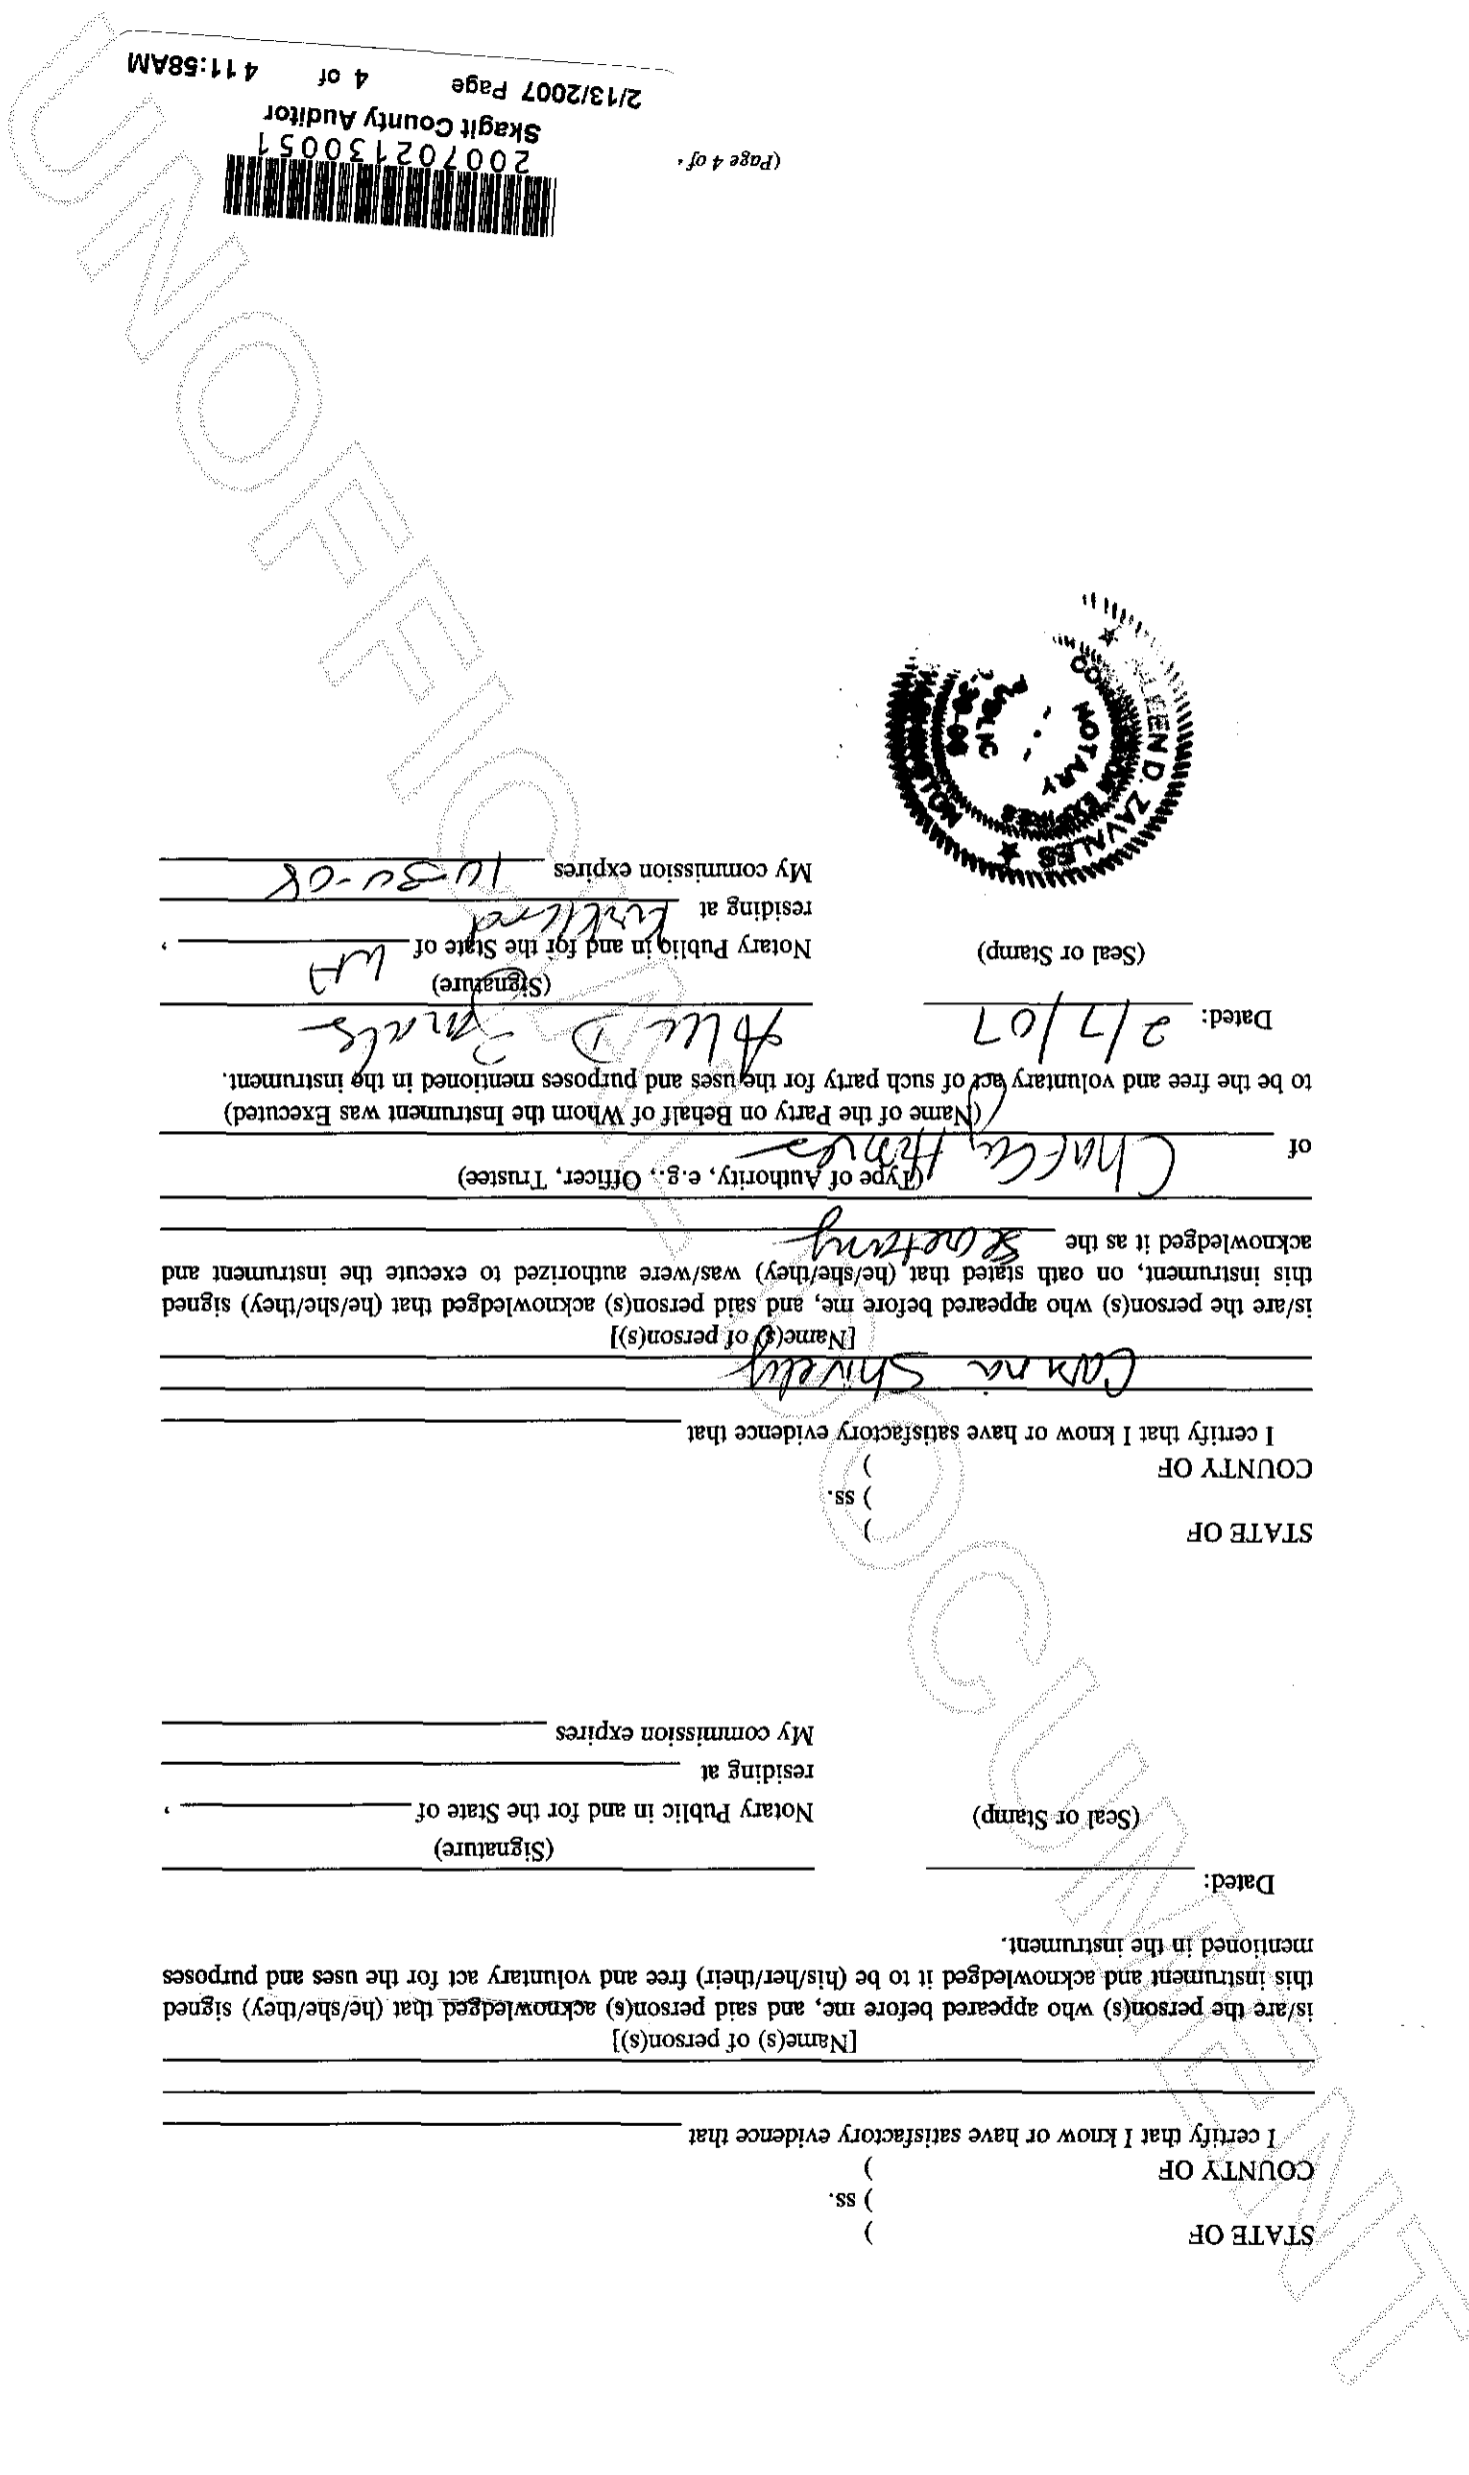 STATE OF )
) ss.
COUNTY OF )
I certify that I know or have satisfactory evidence that
[Name(s) of person(s)]
is/are the person(s) who appeared before me, and said person(s) acknowledged that (he/she/they) signed
this instrument and acknowledged it to be (his/her/their) free and voluntary act for the uses and purposes
mentioned in the instrument.
Dated:
(Signature)
(Seal or Stamp)
Notary Public in and for the State of ,
residing at
My commission expires
STATE OF )
) ss.
COUNTY OF )
I certify that I know or have satisfactory evidence that
Shively
[Name(s) of person(s)]
is/are the person(s) who appeared before me, and said person(s) acknowledged that (he/she/they) signed
this instrument, on oath stated that (he/she/they) was/were authorized to execute the instrument and
acknowledged it as the Secretary
(Type of Authority, e.g., Officer, Trustee)
of Homes
(Name of the Party on Behalf of Whom the Instrument was Executed)
to be the free and voluntary act of such party for the uses and purposes mentioned in the instrument.
Dated: 2/7/07
(Signature)
(Seal or Stamp)
Notary Public in and for the State of WA ,
residing at Kirkland
My commission expires 10-30-08
EEN D. ZAVALES
NOTARY
PUBLIC
EXPIRES
(Page 4 of
200702130051
Skagit County Auditor
2/13/2007 Page 4 of 4 11:58AM
UNOFFICIAL DOCUMENT